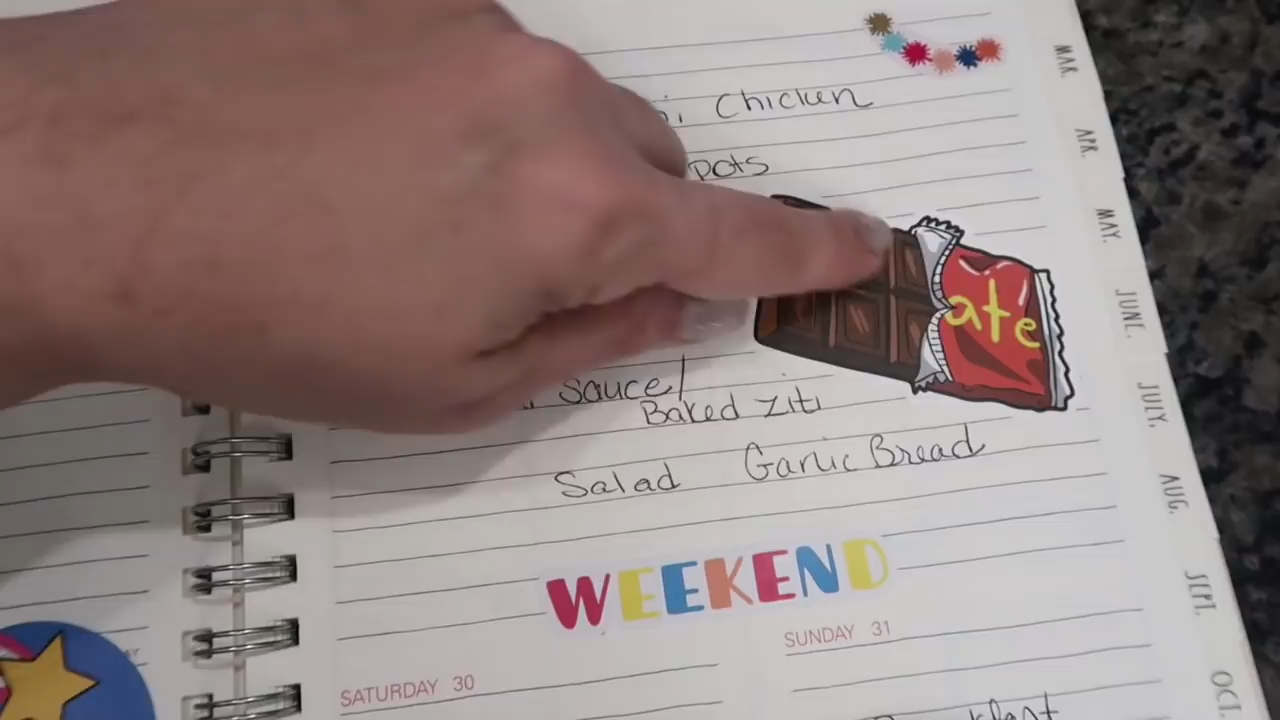 Chicken
pots
ate
sauce/
Baked Ziti
Salad Garlic Bread
WEEKEND
SUNDAY 31
SATURDAY 30
MAR.
APR.
MAY.
JUNE.
JULY.
AUG.
SEPT.
OCT.